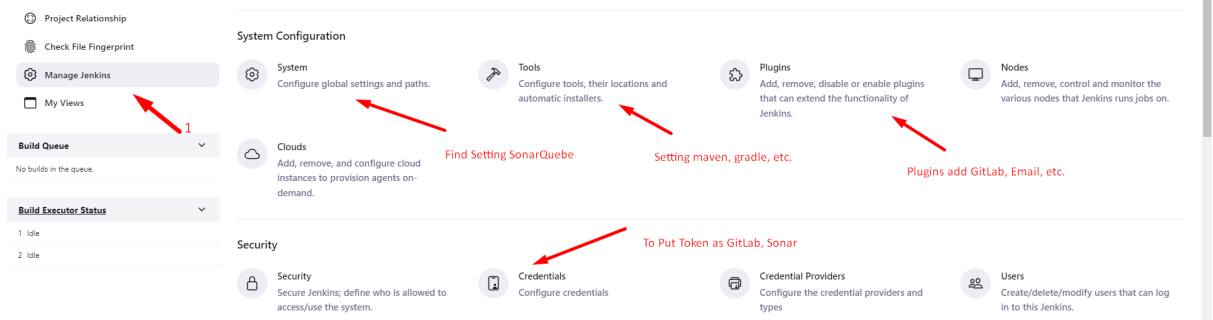 Project Relationship
Check File Fingerprint
Manage Jenkins
My Views
1
Build Queue
No builds in the queue.
Build Executor Status
1 Idle
2 Idle
System Configuration
System
Configure global settings and paths.
Tools
Configure tools, their locations and
automatic installers.
Plugins
Add, remove, disable or enable plugins
that can extend the functionality of
Jenkins.
Nodes
Add, remove, control and monitor the
various nodes that Jenkins runs jobs on.
Find Setting SonarQuebe
Setting maven, gradle, etc.
Plugins add GitLab, Email, etc.
Clouds
Add, remove, and configure cloud
instances to provision agents on-
demand.
To Put Token as GitLab, Sonar
Security
Security
Secure Jenkins; define who is allowed to
access/use the system.
Credentials
Configure credentials
Credential Providers
Configure the credential providers and
types
Users
Create/delete/modify users that can log
in to this Jenkins.